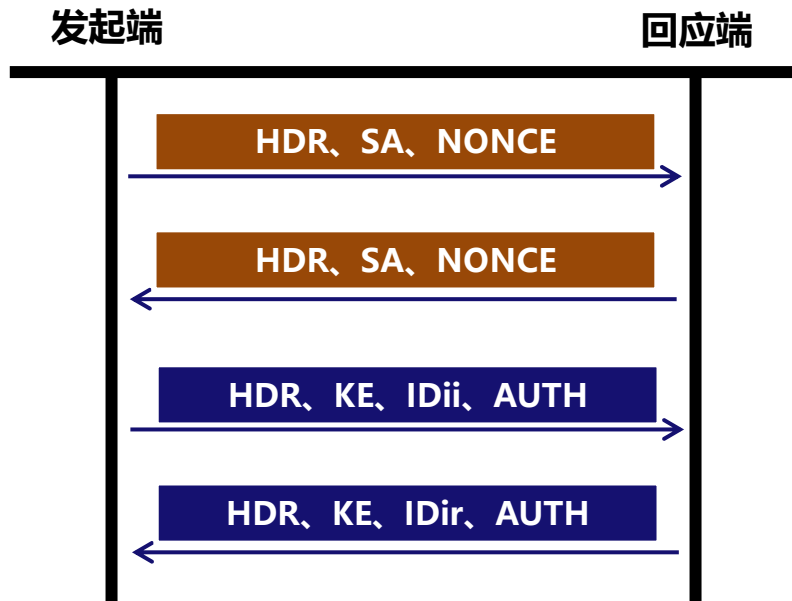 发起端
回应端
HDR、SA、NONCE
HDR、SA、NONCE
HDR、KE、IDii、AUTH
HDR、KE、IDir、AUTH